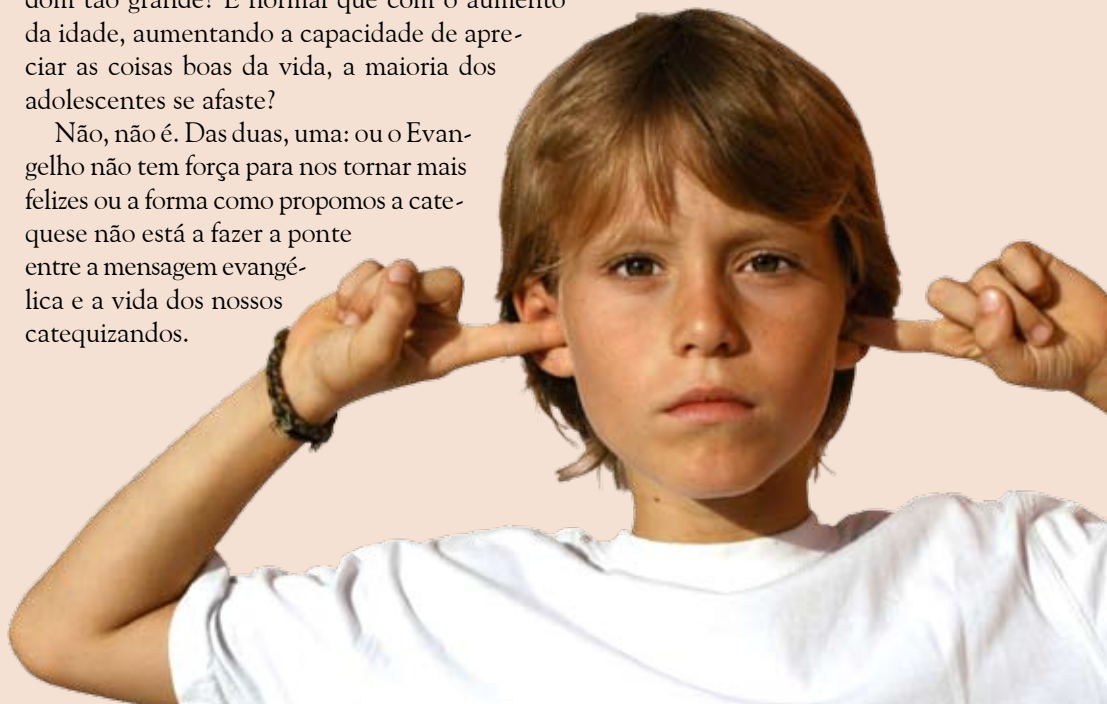 dom tão grande? É normal que com o aumento
da idade, aumentando a capacidade de apre-
ciar as coisas boas da vida, a maioria dos
adolescentes se afaste?
Não, não é. Das duas, uma: ou o Evan-
gelho não tem força para nos tornar mais
felizes ou a forma como propomos a cate-
quese não está a fazer a ponte
entre a mensagem evangé-
lica e a vida dos nossos
catequizandos.